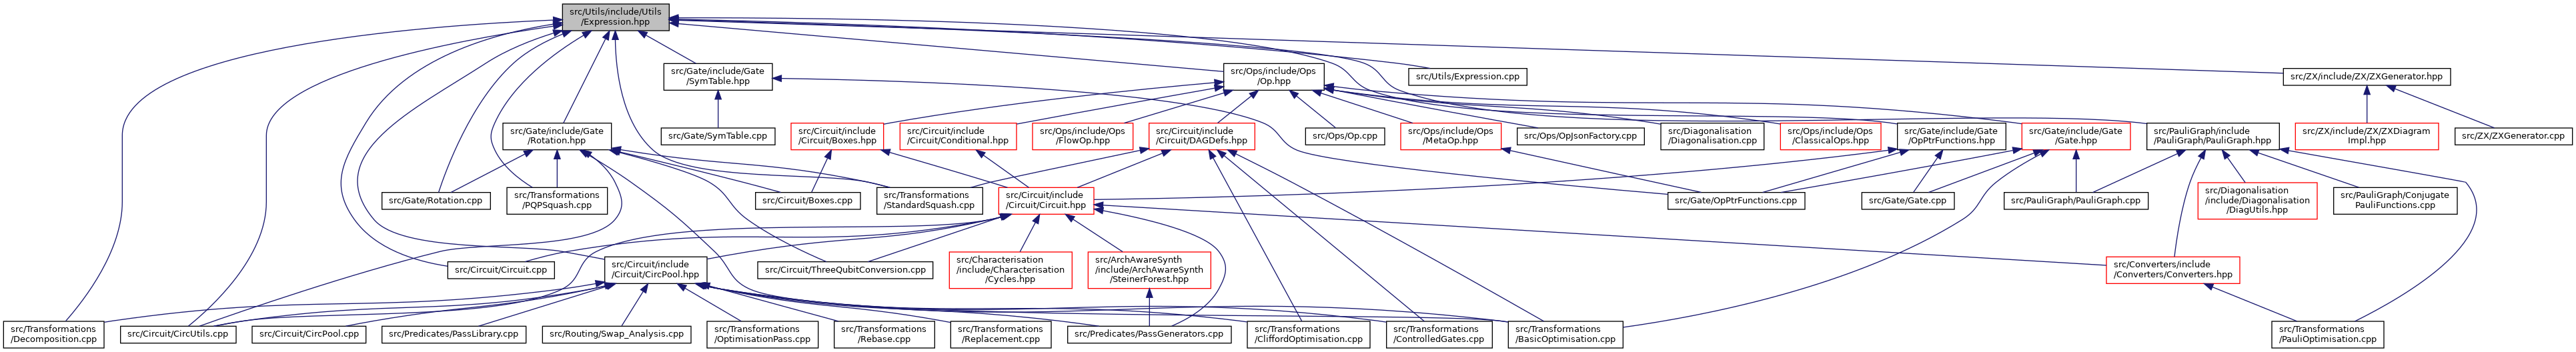 src/Utils/include/Utils
/Expression.hpp
src/Gate/include/Gate
/SymTable.hpp
src/Ops/include/Ops
/Op.hpp
src/Utils/Expression.cpp
src/ZX/include/ZX/ZXGenerator.hpp
src/Gate/include/Gate
/Rotation.hpp
src/Gate/SymTable.cpp
src/Circuit/include
/Circuit/Boxes.hpp
src/Circuit/include
/Circuit/Conditional.hpp
src/Ops/include/Ops
/FlowOp.hpp
src/Circuit/include
/Circuit/DAGDefs.hpp
src/Ops/Op.cpp
src/Ops/include/Ops
/MetaOp.hpp
src/Ops/OpJsonFactory.cpp
src/Diagonalisation
/Diagonalisation.cpp
src/Ops/include/Ops
/ClassicalOps.hpp
src/Gate/include/Gate
/OpPtrFunctions.hpp
src/Gate/include/Gate
/Gate.hpp
src/PauliGraph/include
/PauliGraph/PauliGraph.hpp
src/ZX/include/ZX/ZXDiagram
Impl.hpp
src/ZX/ZXGenerator.cpp
src/Gate/Rotation.cpp
src/Transformations
/PQPSquash.cpp
src/Circuit/Boxes.cpp
src/Transformations
/StandardSquash.cpp
src/Circuit/include
/Circuit/Circuit.hpp
src/Gate/OpPtrFunctions.cpp
src/Gate/Gate.cpp
src/PauliGraph/PauliGraph.cpp
src/Diagonalisation
/include/Diagonalisation
/DiagUtils.hpp
src/PauliGraph/Conjugate
PauliFunctions.cpp
src/Circuit/Circuit.cpp
src/Circuit/include
/Circuit/CircPool.hpp
src/Circuit/ThreeQubitConversion.cpp
src/Characterisation
/include/Characterisation
/Cycles.hpp
src/ArchAwareSynth
/include/ArchAwareSynth
/SteinerForest.hpp
src/Converters/include
/Converters/Converters.hpp
src/Transformations
/Decomposition.cpp
src/Circuit/CircUtils.cpp
src/Circuit/CircPool.cpp
src/Predicates/PassLibrary.cpp
src/Routing/Swap_Analysis.cpp
src/Transformations
/OptimisationPass.cpp
src/Transformations
/Rebase.cpp
src/Transformations
/Replacement.cpp
src/Predicates/PassGenerators.cpp
src/Transformations
/CliffordOptimisation.cpp
src/Transformations
/ControlledGates.cpp
src/Transformations
/BasicOptimisation.cpp
src/Transformations
/PauliOptimisation.cpp